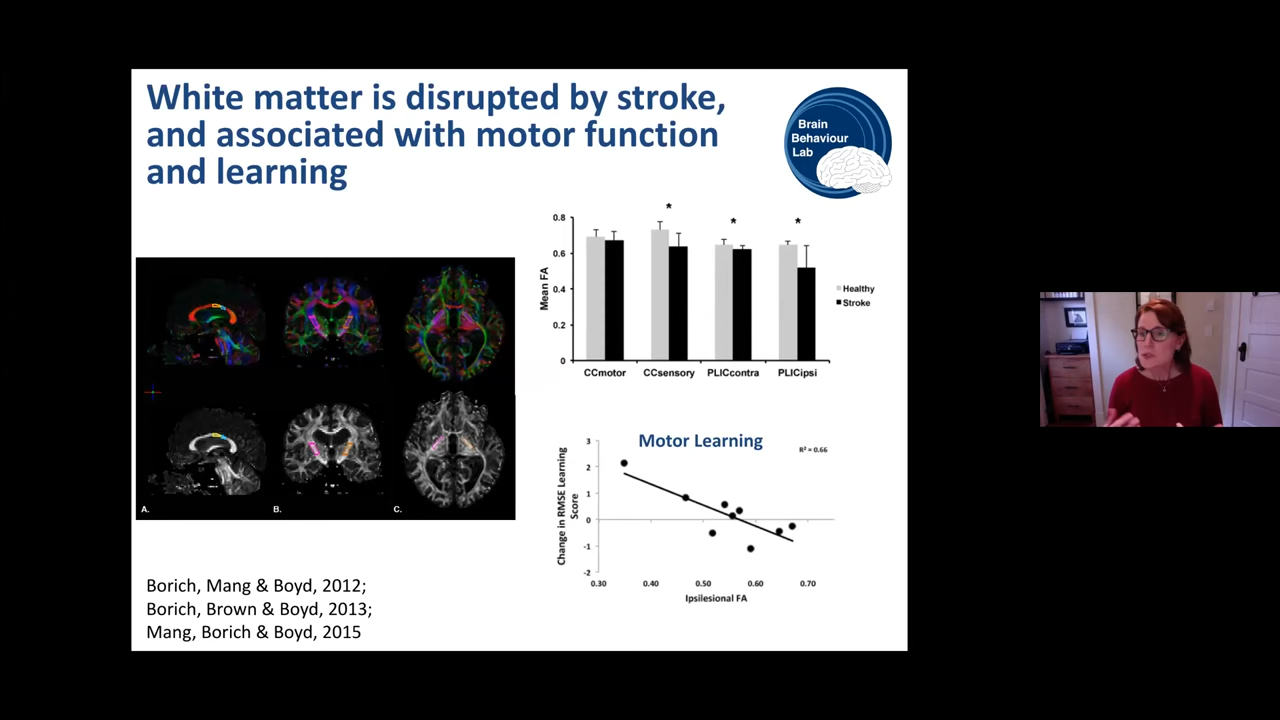 White matter is disrupted by stroke,
and associated with motor function
and learning
Brain
Behaviour
Lab
A.
B.
C.
Mean FA
0.8
0.6
0.4
0.2
0
*
*
*
CCmotor
CCsensory
PLICcontra
PLICipsi
Healthy
Stroke
Motor Learning
R² = 0.66
Change in RMSE Learning
Score
3
2
1
0
-1
-2
0.30
0.40
0.50
0.60
0.70
Ipsilesional FA
Borich, Mang & Boyd, 2012;
Borich, Brown & Boyd, 2013;
Mang, Borich & Boyd, 2015